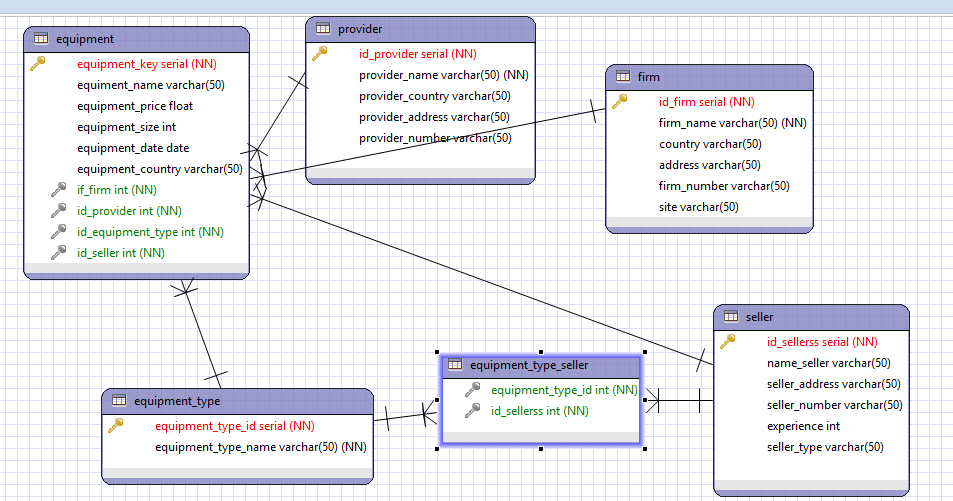 equipment
equipment_key serial (NN)
equiment_name varchar(50)
equipment_price float
equipment_size int
equipment_date date
equipment_country varchar(50)
if_firm int (NN)
id_provider int (NN)
id_equipment_type int (NN)
id_seller int (NN)
provider
id_provider serial (NN)
provider_name varchar(50) (NN)
provider_country varchar(50)
provider_address varchar(50)
provider_number varchar(50)
firm
id_firm serial (NN)
firm_name varchar(50) (NN)
country varchar(50)
address varchar(50)
firm_number varchar(50)
site varchar(50)
equipment_type
equipment_type_id serial (NN)
equipment_type_name varchar(50) (NN)
equipment_type_seller
equipment_type_id int (NN)
id_sellerss int (NN)
seller
id_sellerss serial (NN)
name_seller varchar(50)
seller_address varchar(50)
seller_number varchar(50)
experience int
seller_type varchar(50)